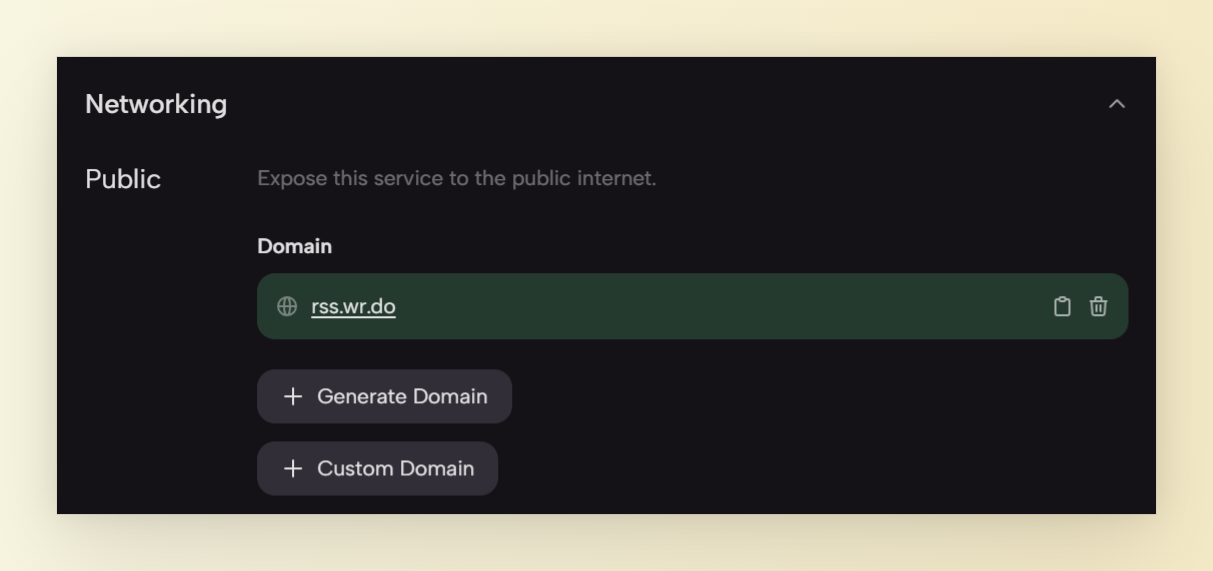 Networking
Public
Expose this service to the public internet.
Domain
rss.wr.do
Generate Domain
Custom Domain